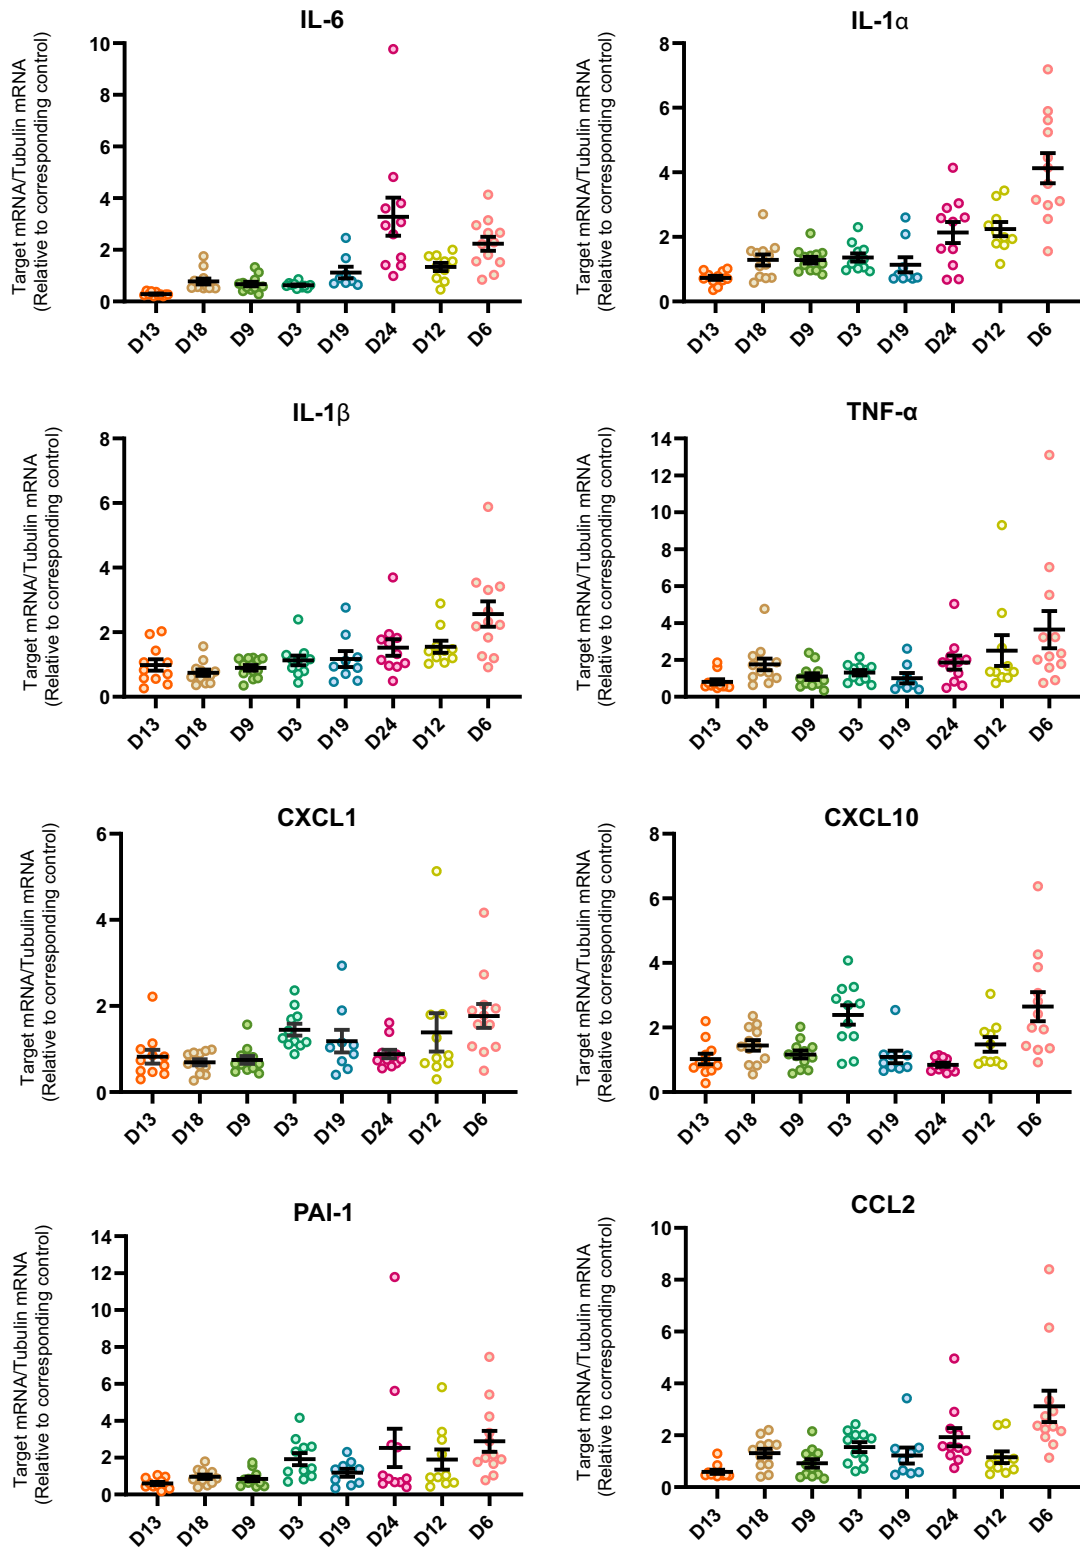 IL-6
Target mRNA/Tubulin mRNA
(Relative to corresponding control)
10
8
6
4
2
0
D13
D18
D9
D3
D19
D24
D12
D6
IL-1α
Target mRNA/Tubulin mRNA
(Relative to corresponding control)
8
6
4
2
0
D13
D18
D9
D3
D19
D24
D12
D6
IL-1β
Target mRNA/Tubulin mRNA
(Relative to corresponding control)
8
6
4
2
0
D13
D18
D9
D3
D19
D24
D12
D6
TNF-α
Target mRNA/Tubulin mRNA
(Relative to corresponding control)
14
12
10
8
6
4
2
0
D13
D18
D9
D3
D19
D24
D12
D6
CXCL1
Target mRNA/Tubulin mRNA
(Relative to corresponding control)
6
4
2
0
D13
D18
D9
D3
D19
D24
D12
D6
CXCL10
Target mRNA/Tubulin mRNA
(Relative to corresponding control)
8
6
4
2
0
D13
D18
D9
D3
D19
D24
D12
D6
PAI-1
Target mRNA/Tubulin mRNA
(Relative to corresponding control)
14
12
10
8
6
4
2
0
D13
D18
D9
D3
D19
D24
D12
D6
CCL2
Target mRNA/Tubulin mRNA
(Relative to corresponding control)
10
8
6
4
2
0
D13
D18
D9
D3
D19
D24
D12
D6